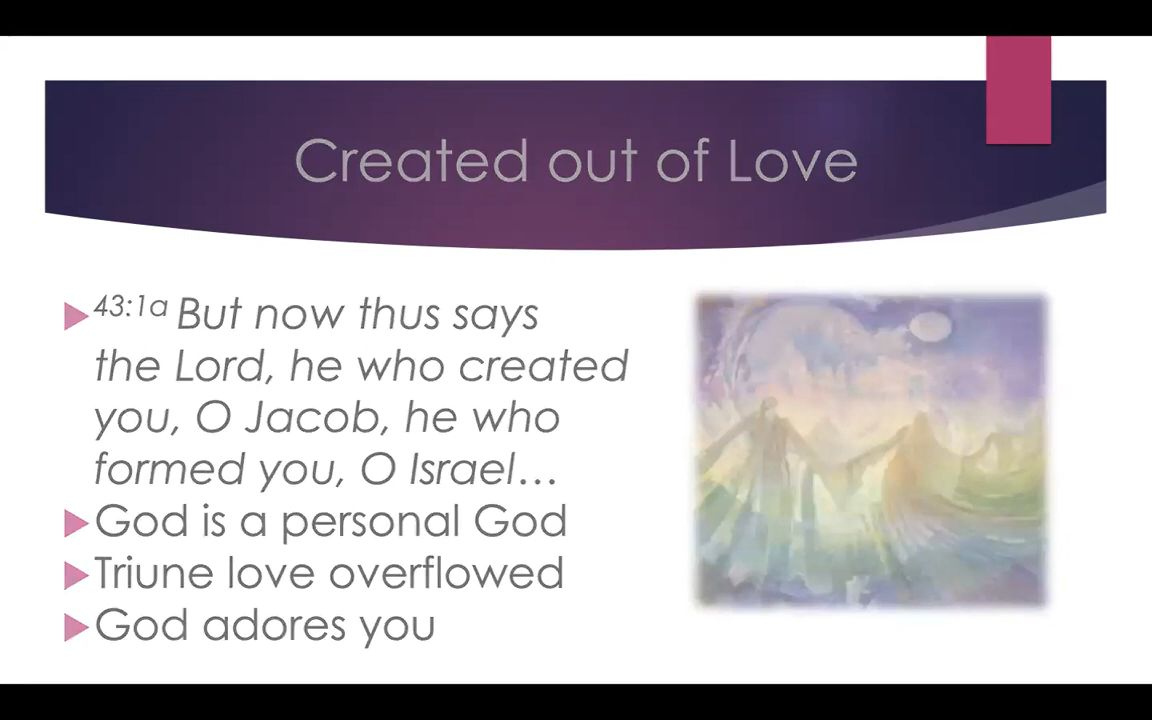 Created out of Love
43:1a But now thus says
the Lord, he who created
you, O Jacob, he who
formed you, O Israel…
God is a personal God
Triune love overflowed
God adores you